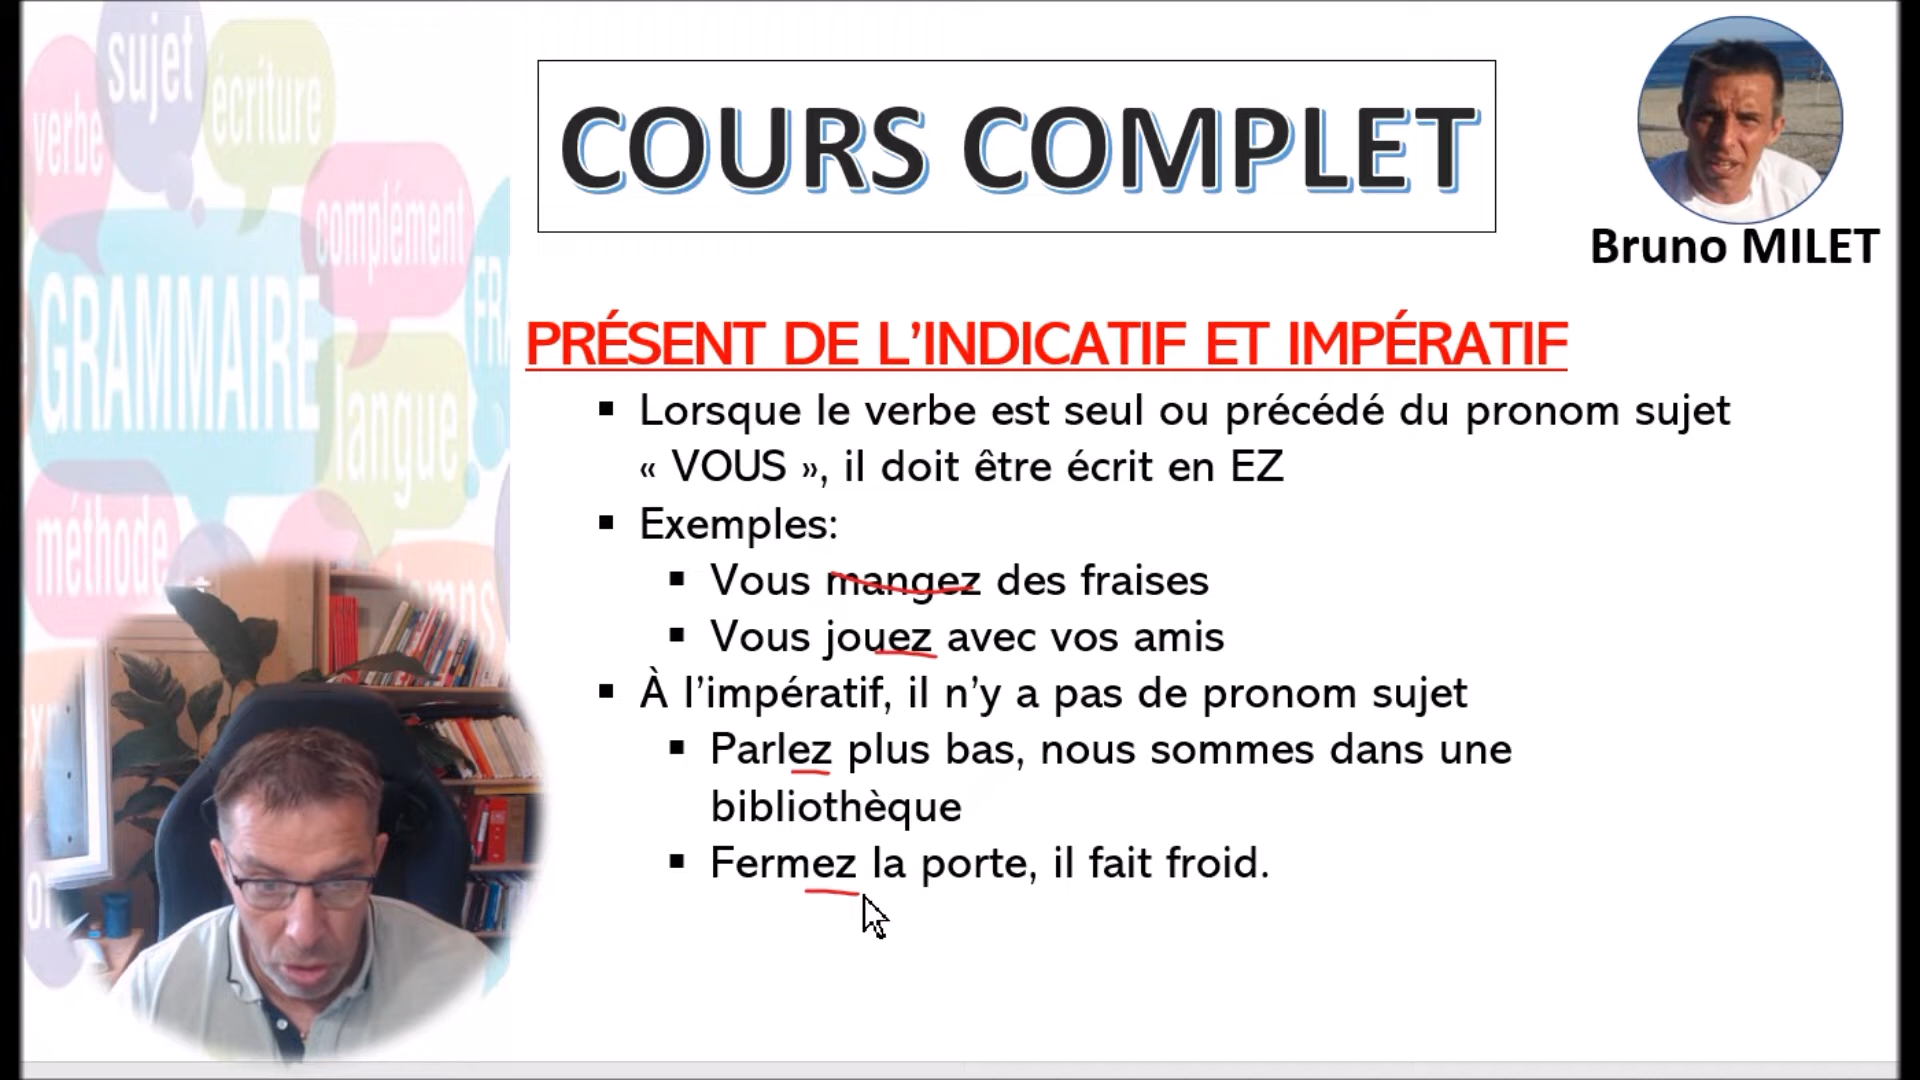 sujet
verbe
écriture
complément
GRAMMAIRE
FRA
langue
méthode
COURS COMPLET
Bruno MILET
PRÉSENT DE L’INDICATIF ET IMPÉRATIF
▪ Lorsque le verbe est seul ou précédé du pronom sujet
« VOUS », il doit être écrit en EZ
▪ Exemples:
▪ Vous mangez des fraises
▪ Vous jouez avec vos amis
▪ À l’impératif, il n’y a pas de pronom sujet
▪ Parlez plus bas, nous sommes dans une
bibliothèque
▪ Fermez la porte, il fait froid.